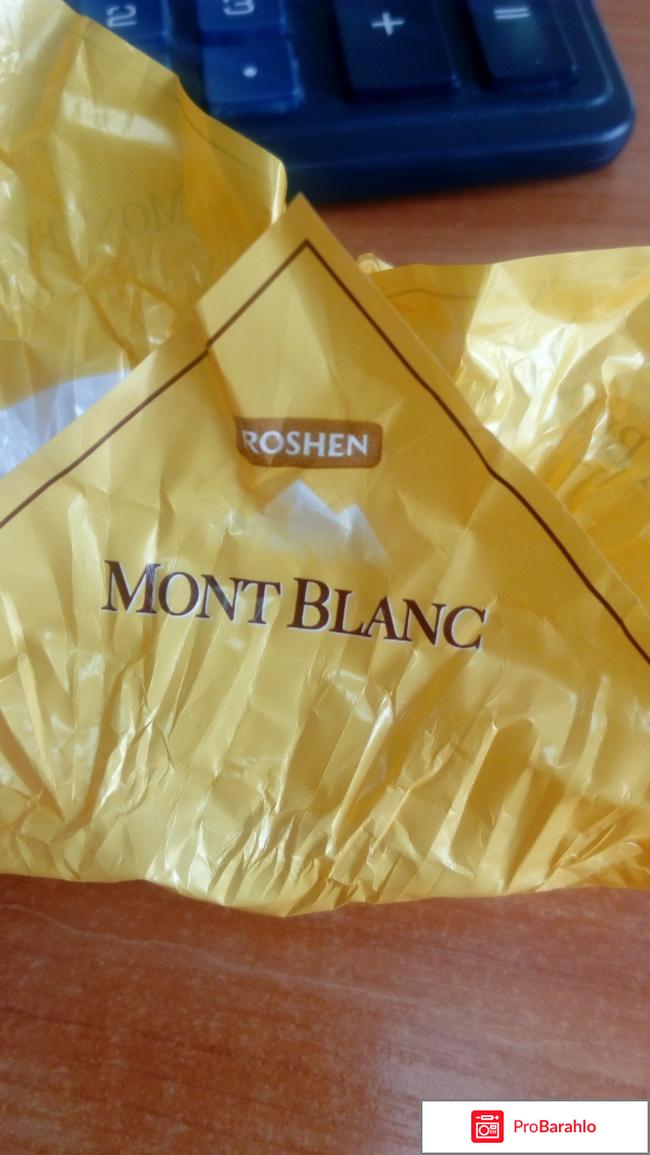 +
=
ROSHEN
MONT BLANC
ProBarahlo